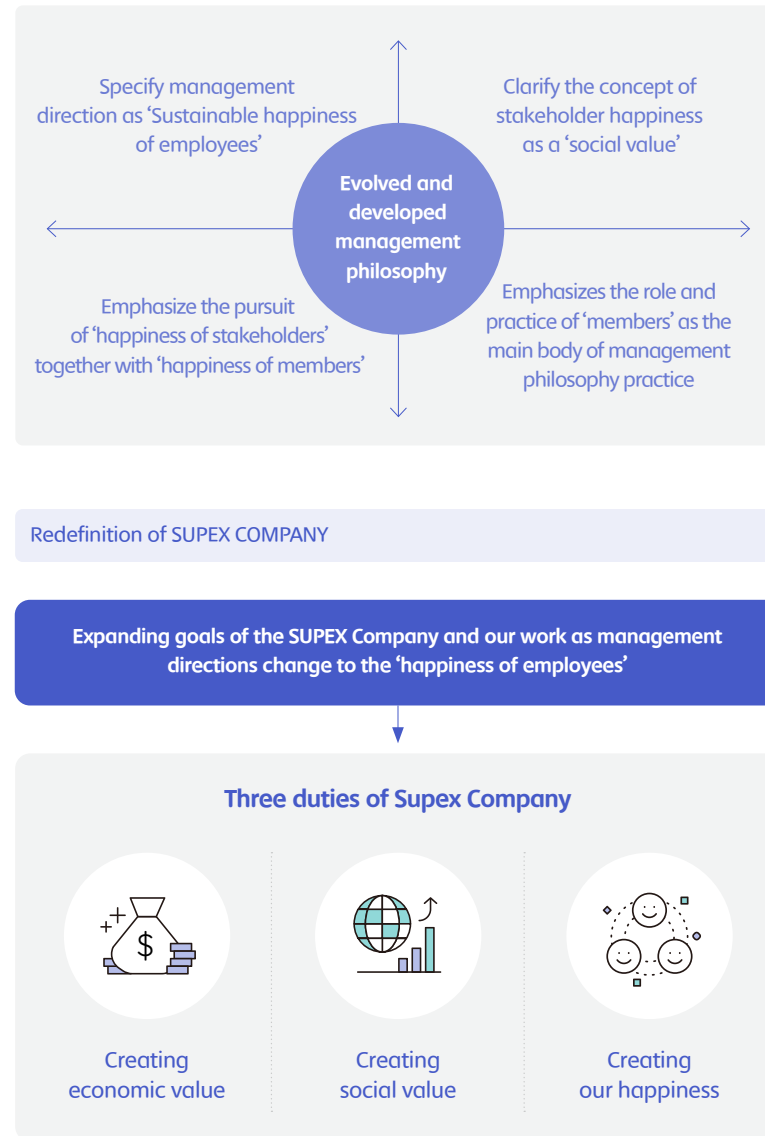 Specify management
direction as ‘Sustainable happiness
of employees’
Clarify the concept of
stakeholder happiness
as a ‘social value’
Evolved and
developed
management
philosophy
Emphasize the pursuit
of ‘happiness of stakeholders’
together with ‘happiness of members’
Emphasizes the role and
practice of ‘members’ as the
main body of management
philosophy practice
Redefinition of SUPEX COMPANY
Expanding goals of the SUPEX Company and our work as management
directions change to the ‘happiness of employees’
Three duties of Supex Company
$
Creating
economic value
Creating
social value
Creating
our happiness